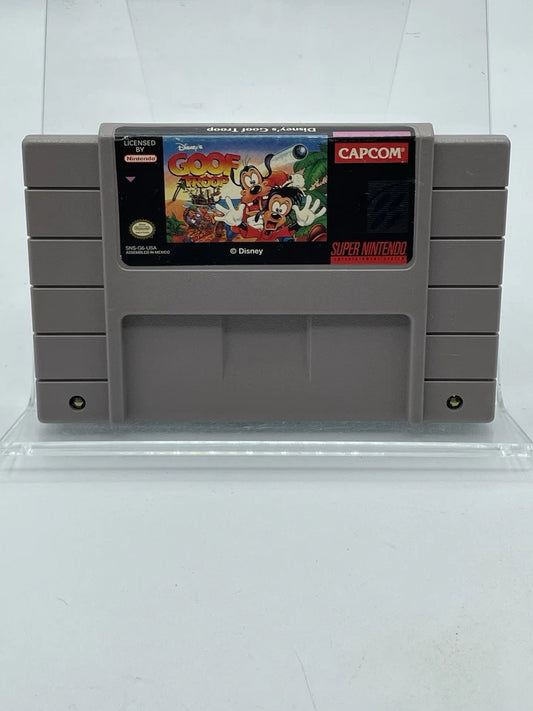 Disney's Goof Troop
LICENSED
BY
Nintendo
Disney's
GOOF
TROOP
CAPCOM
SNS-G6-USA
ASSEMBLED IN MEXICO
© Disney
SUPER NINTENDO
ENTERTAINMENT SYSTEM